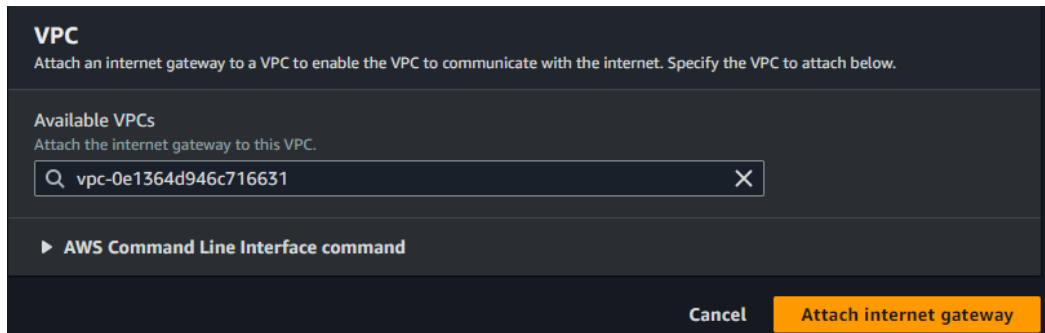 VPC
Attach an internet gateway to a VPC to enable the VPC to communicate with the internet. Specify the VPC to attach below.
Available VPCs
Attach the internet gateway to this VPC.
vpc-0e1364d946c716631
AWS Command Line Interface command
Cancel Attach internet gateway